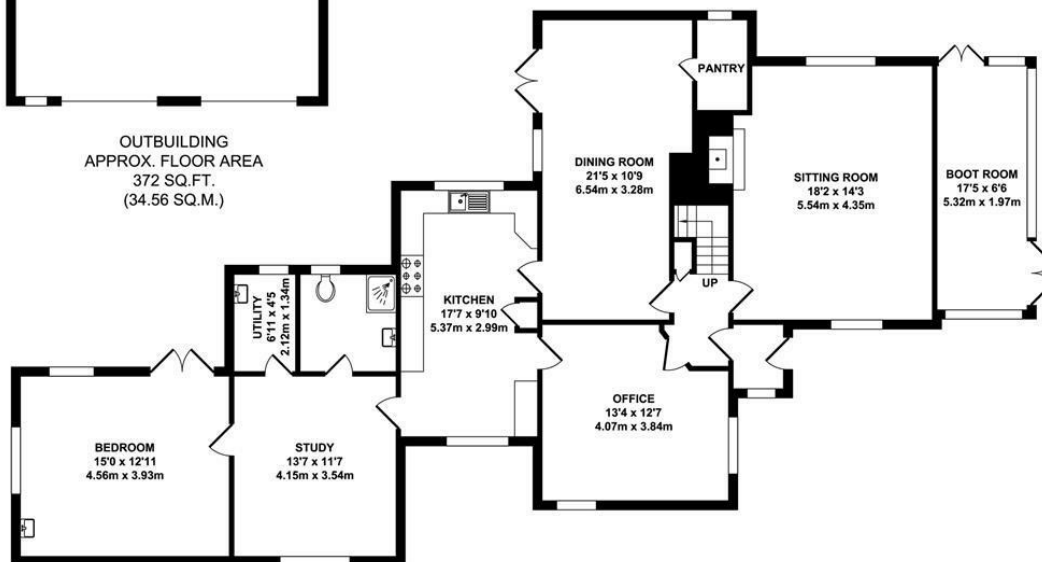 OUTBUILDING
APPROX. FLOOR AREA
372 SQ.FT.
(34.56 SQ.M.)
PANTRY
DINING ROOM
21'5 x 10'9
6.54m x 3.28m
SITTING ROOM
18'2 x 14'3
5.54m x 4.35m
BOOT ROOM
17'5 x 6'6
5.32m x 1.97m
UP
KITCHEN
17'7 x 9'10
5.37m x 2.99m
UTILITY
6'11 x 4'5
2.12m x 1.34m
OFFICE
13'4 x 12'7
4.07m x 3.84m
BEDROOM
15'0 x 12'11
4.56m x 3.93m
STUDY
13'7 x 11'7
4.15m x 3.54m